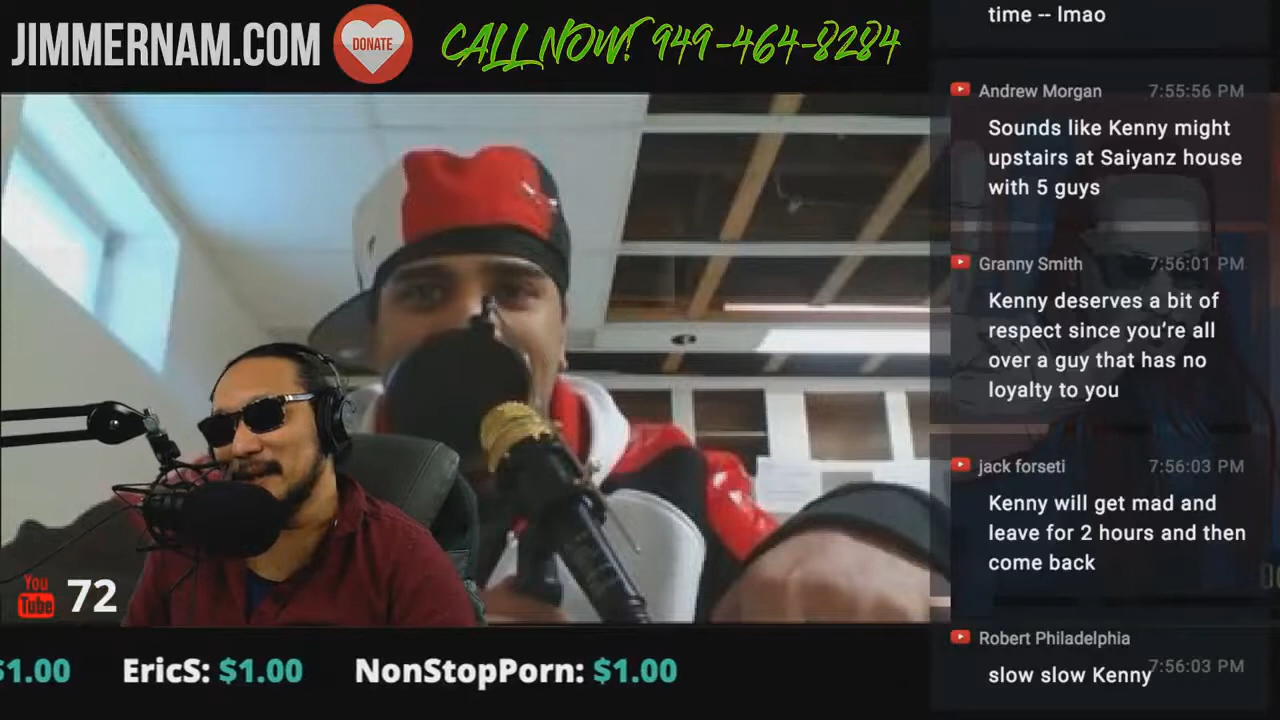 JIMMERNAM.COM
DONATE
CALL NOW! 949-464-8284
time -- lmao
Andrew Morgan 7:55:56 PM
Sounds like Kenny might
upstairs at Saiyanz house
with 5 guys
Granny Smith 7:56:01 PM
Kenny deserves a bit of
respect since you’re all
over a guy that has no
loyalty to you
jack forseti 7:56:03 PM
Kenny will get mad and
leave for 2 hours and then
come back
Robert Philadelphia
slow slow Kenny 7:56:03 PM
You
Tube
72
$1.00 EricS: $1.00 NonStopPorn: $1.00